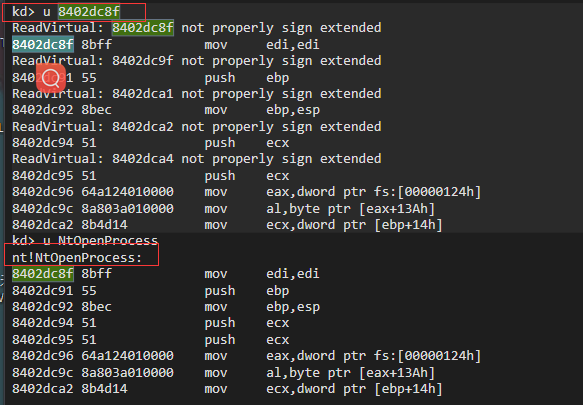 kd> u 8402dc8f
ReadVirtual: 8402dc8f not properly sign extended
8402dc8f 8bff mov edi,edi
ReadVirtual: 8402dc9f not properly sign extended
8402dc91 55 push ebp
ReadVirtual: 8402dca1 not properly sign extended
8402dc92 8bec mov ebp,esp
ReadVirtual: 8402dca2 not properly sign extended
8402dc94 51 push ecx
ReadVirtual: 8402dca4 not properly sign extended
8402dc95 51 push ecx
8402dc96 64a124010000 mov eax,dword ptr fs:[00000124h]
8402dc9c 8a803a010000 mov al,byte ptr [eax+13Ah]
8402dca2 8b4d14 mov ecx,dword ptr [ebp+14h]
kd> u NtOpenProcess
nt!NtOpenProcess:
8402dc8f 8bff mov edi,edi
8402dc91 55 push ebp
8402dc92 8bec mov ebp,esp
8402dc94 51 push ecx
8402dc95 51 push ecx
8402dc96 64a124010000 mov eax,dword ptr fs:[00000124h]
8402dc9c 8a803a010000 mov al,byte ptr [eax+13Ah]
8402dca2 8b4d14 mov ecx,dword ptr [ebp+14h]